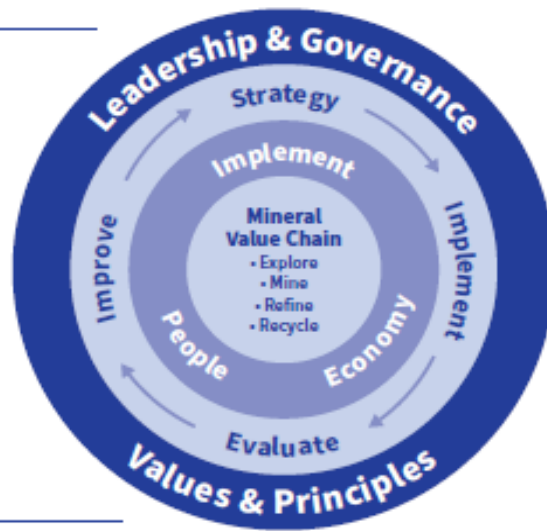 Leadership & Governance
Strategy
Implement
Evaluate
Improve
Implement
Economy
People
Mineral
Value Chain
• Explore
• Mine
• Refine
• Recycle
Values & Principles